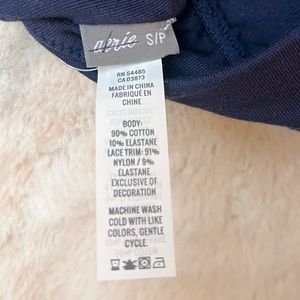 aerie S/P
RN 54485
CA 03873
MADE IN CHINA
FABRIQUÉ EN
CHINE
BODY:
90% COTTON
10% ELASTANE
LACE TRIM: 91%
NYLON / 9%
ELASTANE
EXCLUSIVE OF
DECORATION
MACHINE WASH
COLD WITH LIKE
COLORS, GENTLE
CYCLE.